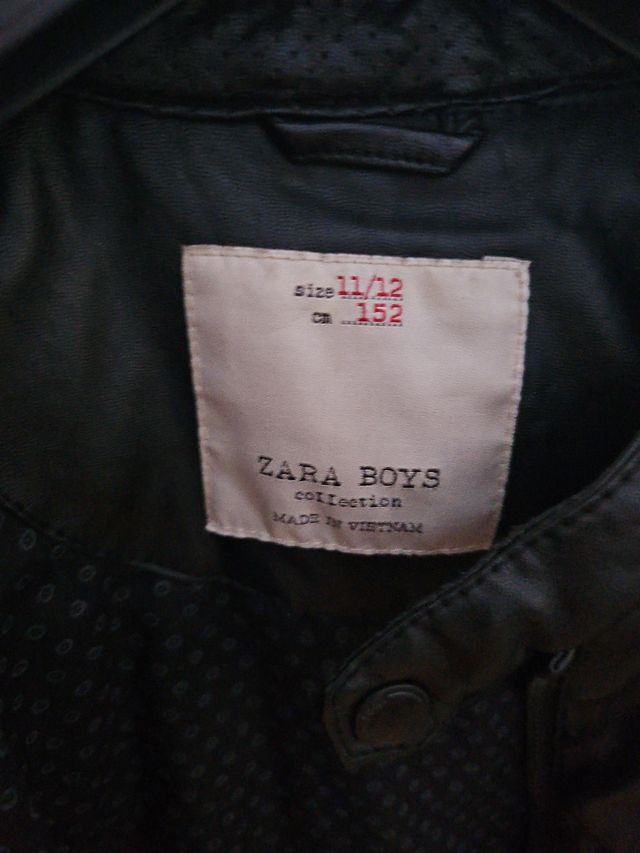 size 11/12
cm 152
ZARA BOYS
collection
MADE IN VIETNAM